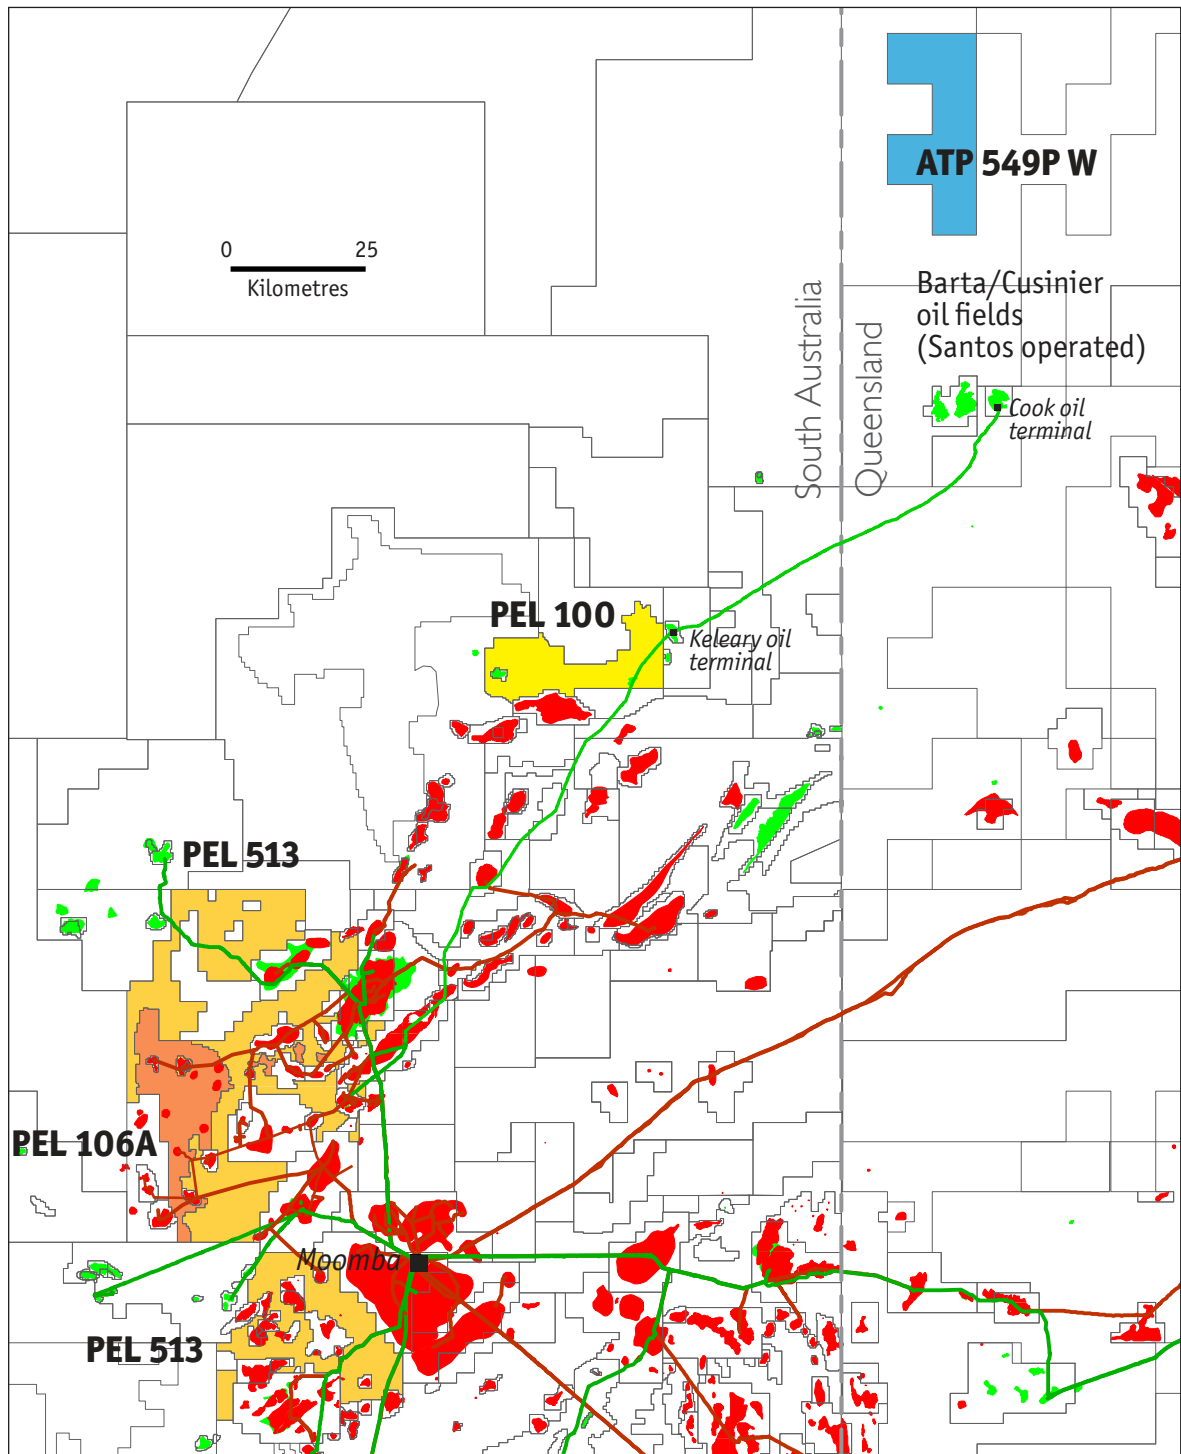 ATP 549P W
0 25
Kilometres
South Australia
Queensland
Barta/Cusinier
oil fields
(Santos operated)
Cook oil
terminal
PEL 100
Keleary oil
terminal
PEL 513
PEL 106A
Moomba
PEL 513